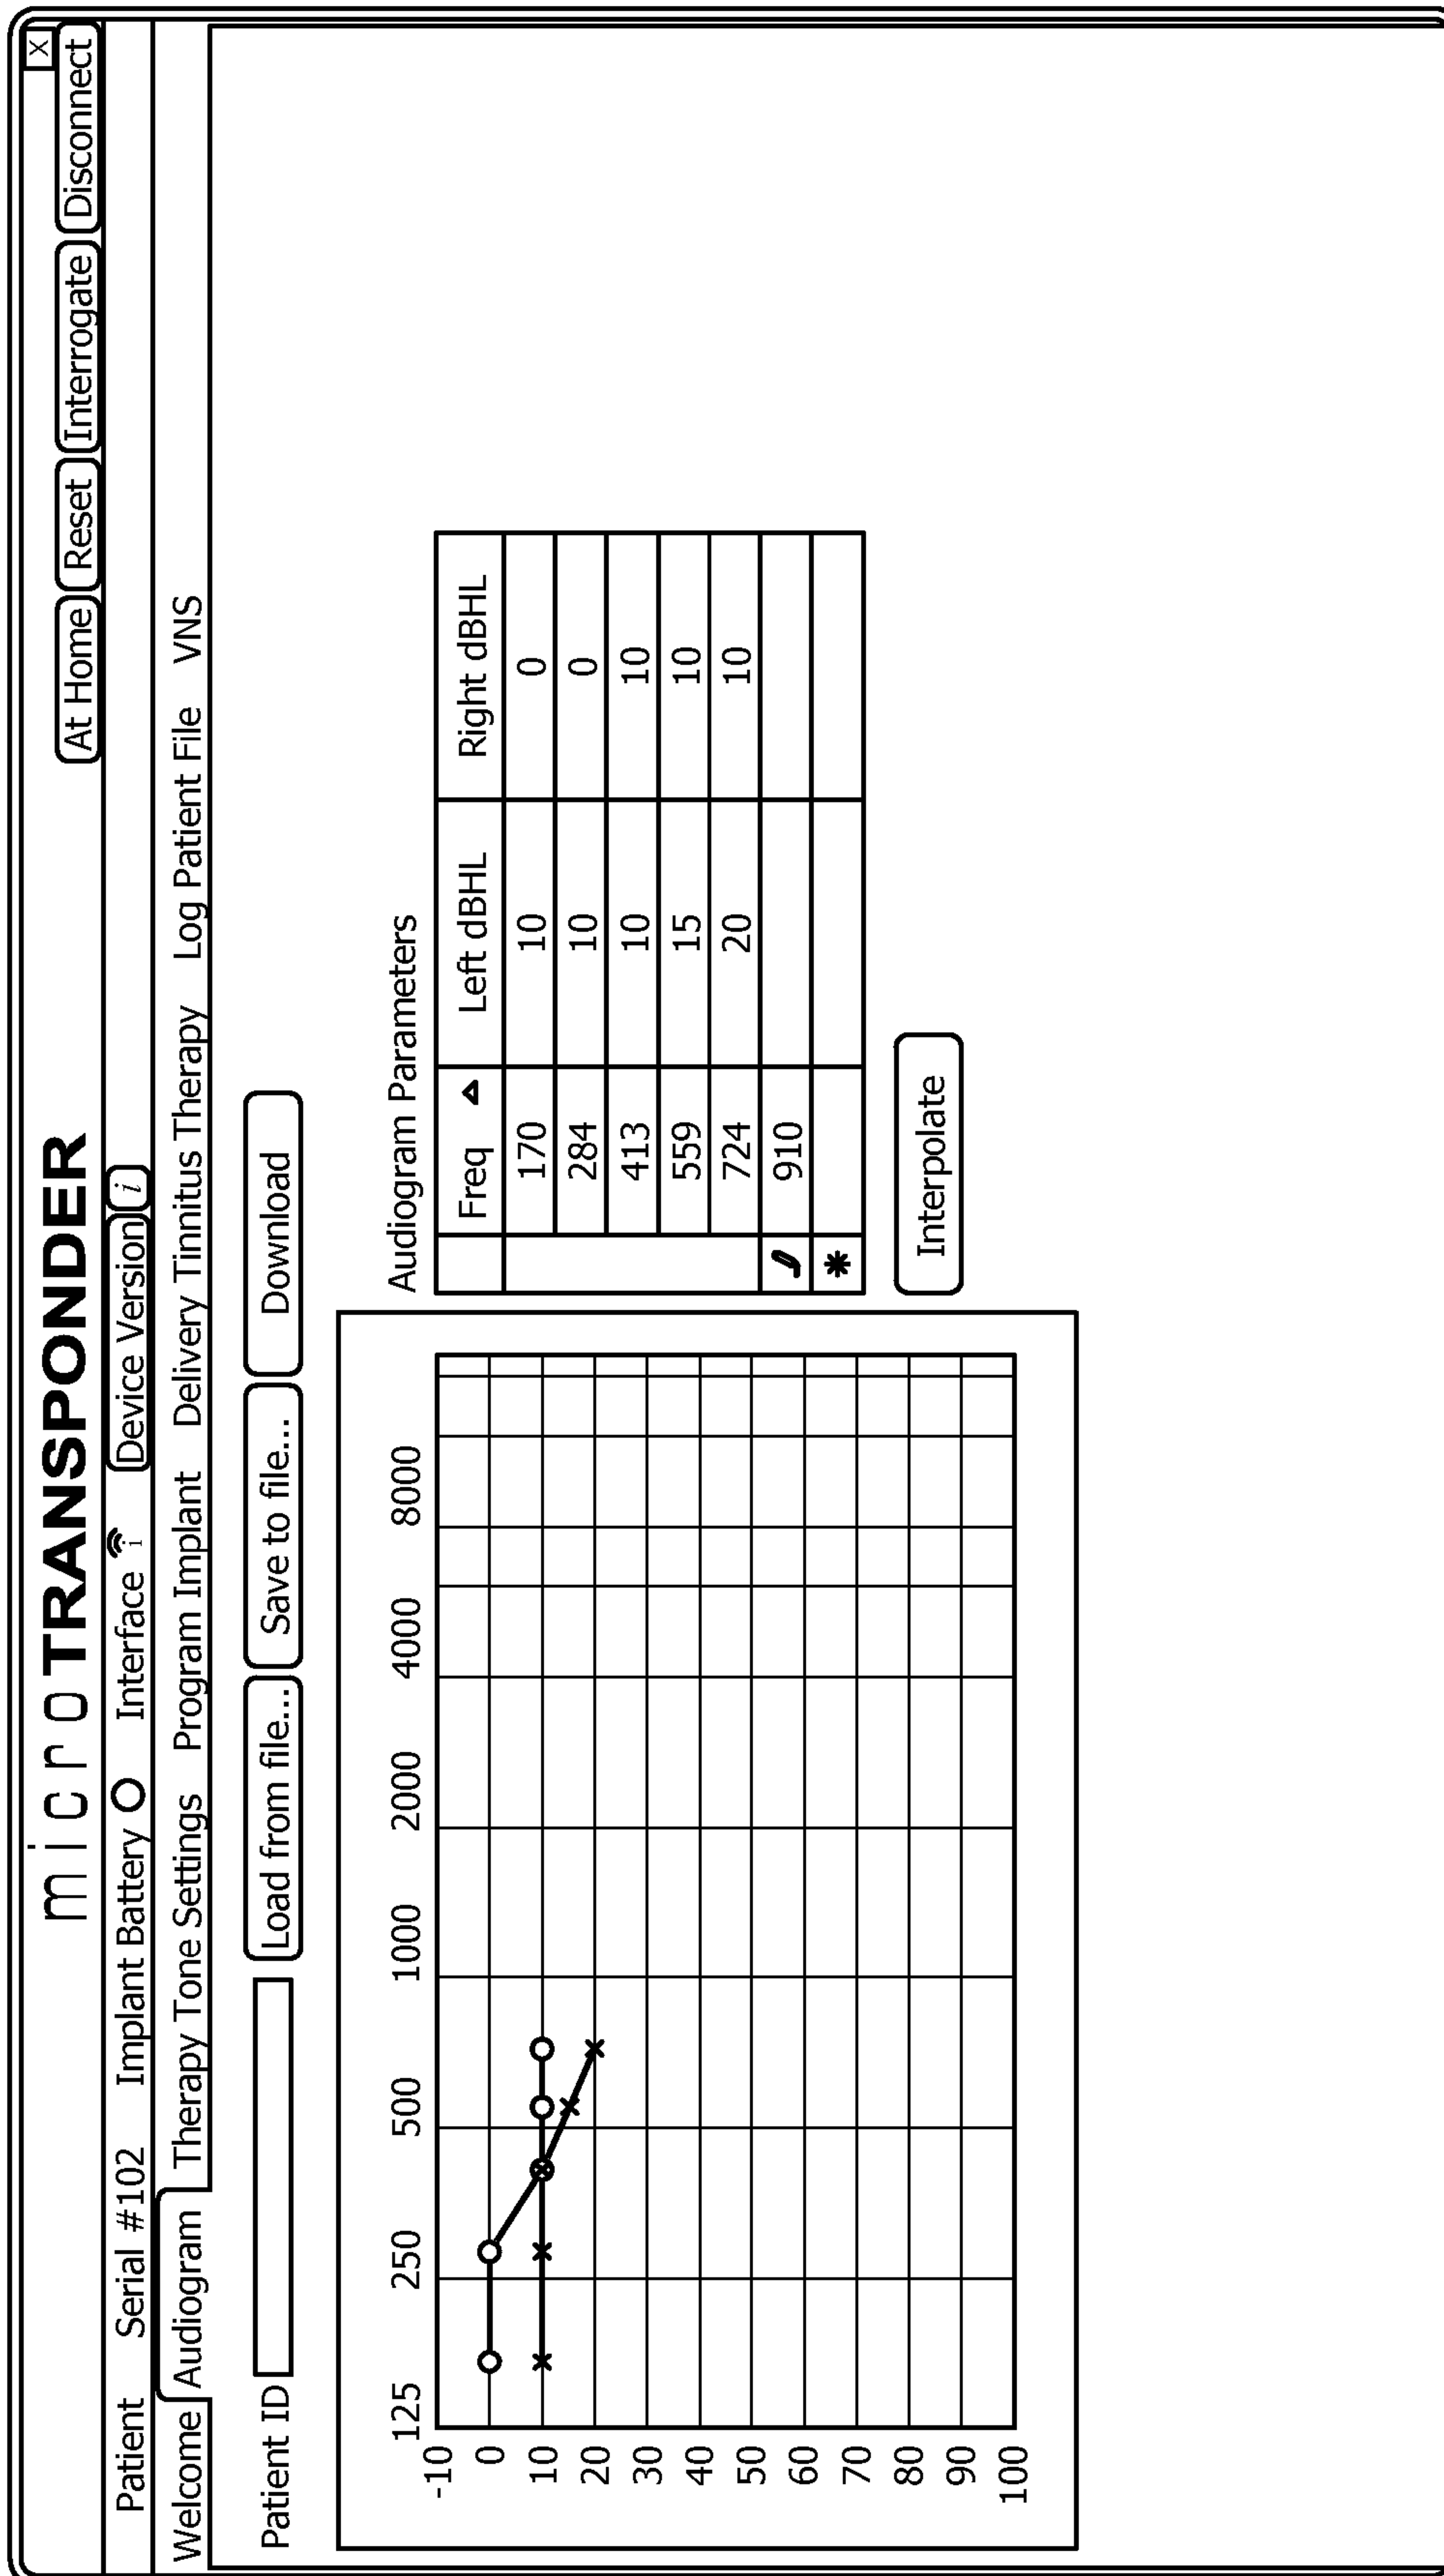 X
micro TRANSPONDER
At Home Reset Interrogate Disconnect
Patient Serial #102 Implant Battery Interface i Device Version i
Welcome Audiogram Therapy Tone Settings Program Implant Delivery Tinnitus Therapy Log Patient File VNS
Patient ID Load from file... Save to file... Download
Audiogram Parameters
125 250 500 1000 2000 4000 8000
-10
0
10
20
30
40
50
60
70
80
90
100
Freq Left dBHL Right dBHL
170 10 0
284 10 0
413 10 10
559 15 10
724 20 10
910
*
Interpolate